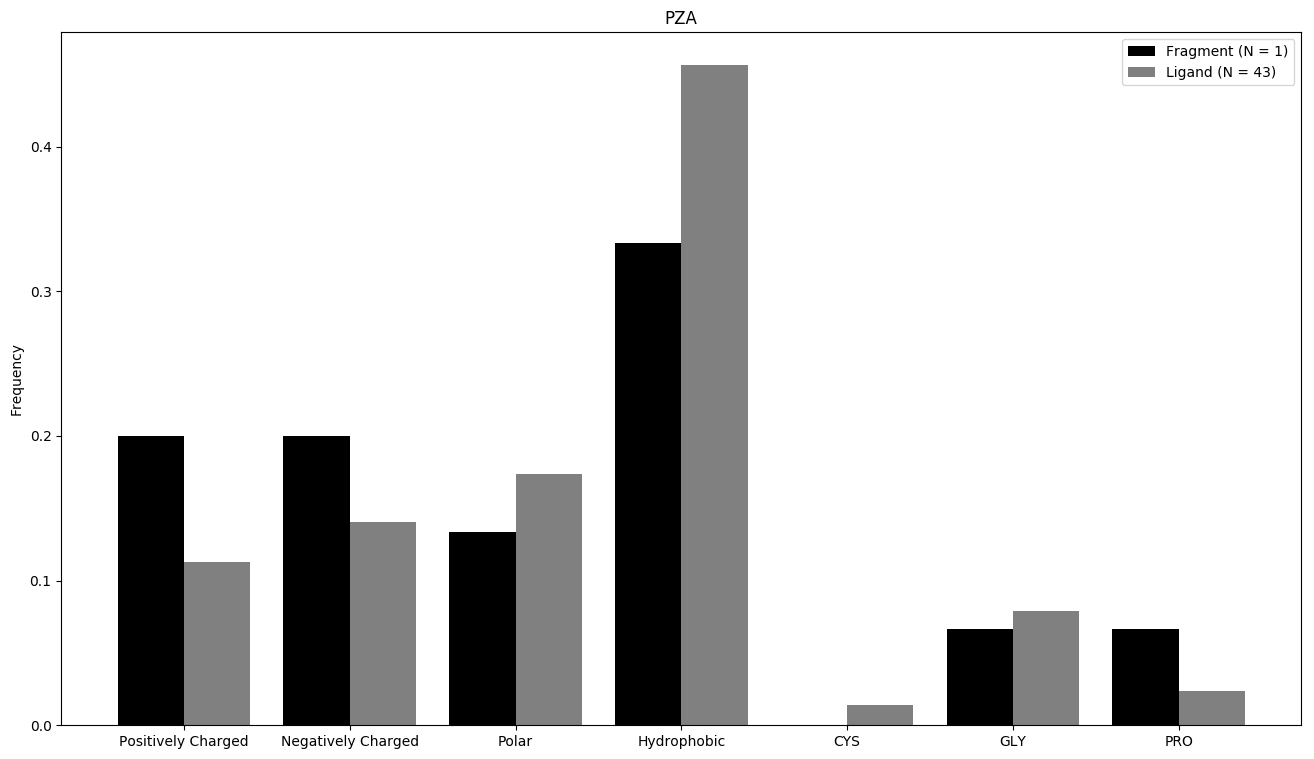 PZA
Fragment (N = 1)
Ligand (N = 43)
Frequency
0.4
0.3
0.2
0.1
0.0
Positively Charged
Negatively Charged
Polar
Hydrophobic
CYS
GLY
PRO